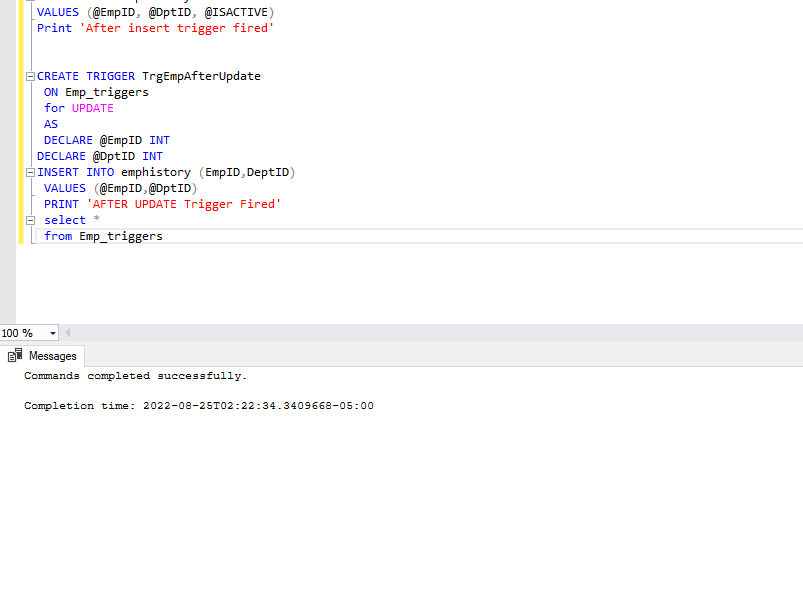 VALUES (@EmpID, @DptID, @ISACTIVE)
Print 'After insert trigger fired'
CREATE TRIGGER TrgEmpAfterUpdate
ON Emp_triggers
for UPDATE
AS
DECLARE @EmpID INT
DECLARE @DptID INT
INSERT INTO emphistory (EmpID,DeptID)
VALUES (@EmpID,@DptID)
PRINT 'AFTER UPDATE Trigger Fired'
select *
from Emp_triggers
100 %
Messages
Commands completed successfully.
Completion time: 2022-08-25T02:22:34.3409668-05:00